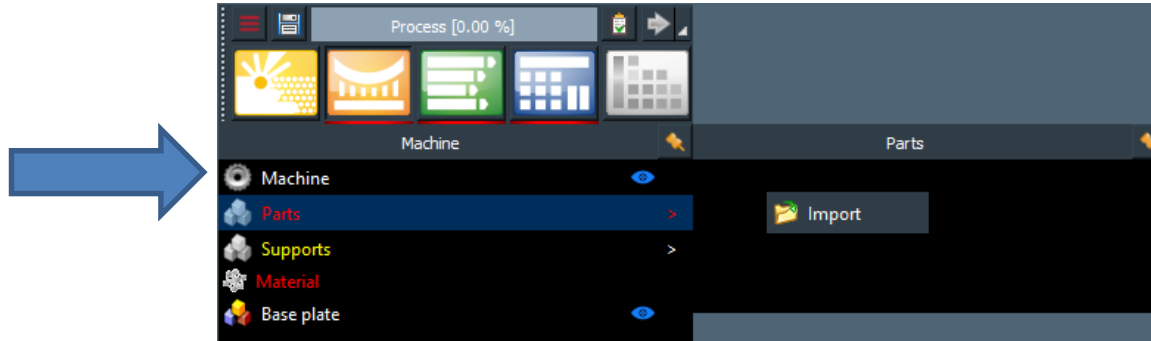 Process [0.00 %]
Machine
Parts
Machine
Parts >
Import
Supports >
Material
Base plate